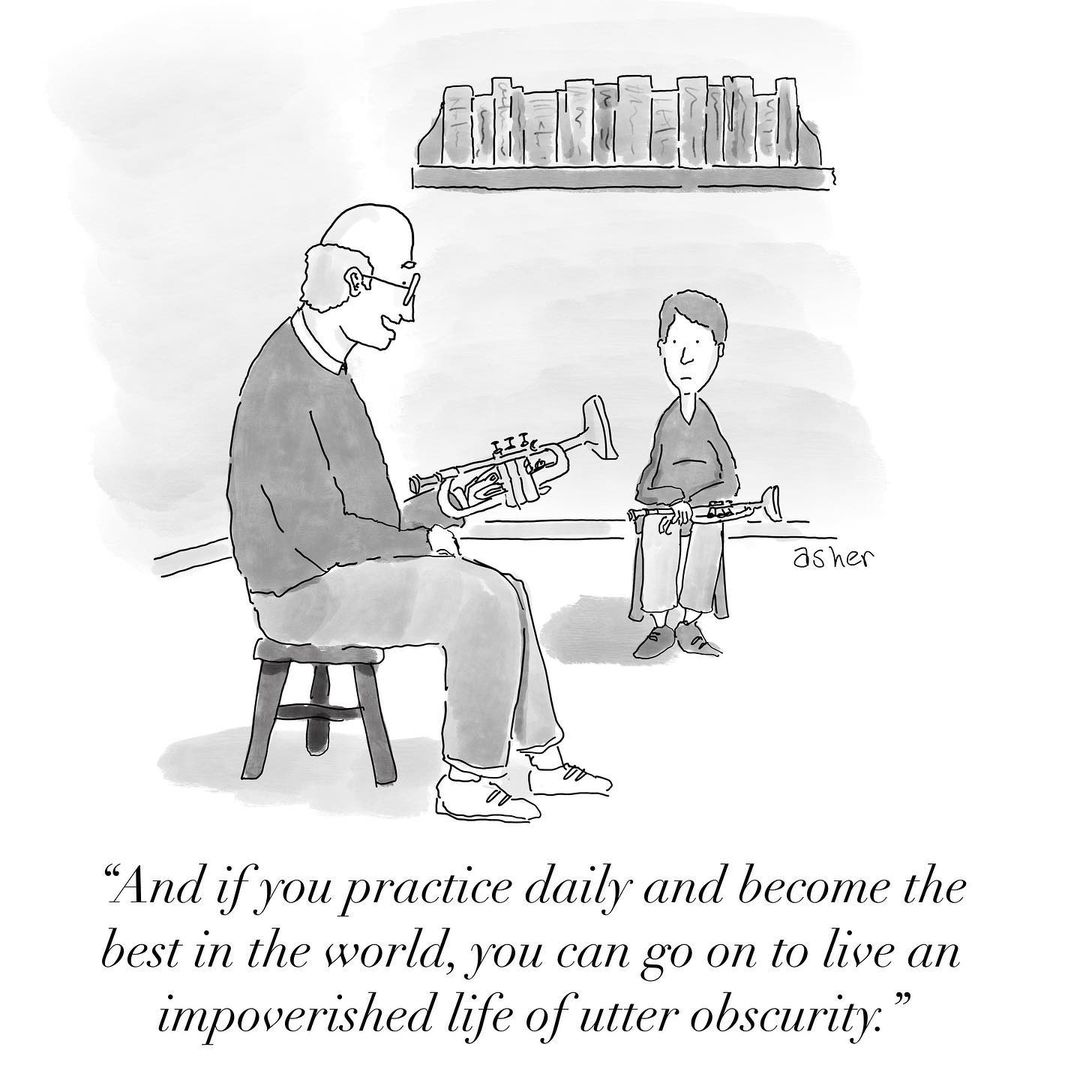 asher
“And if you practice daily and become the
best in the world, you can go on to live an
impoverished life of utter obscurity.”